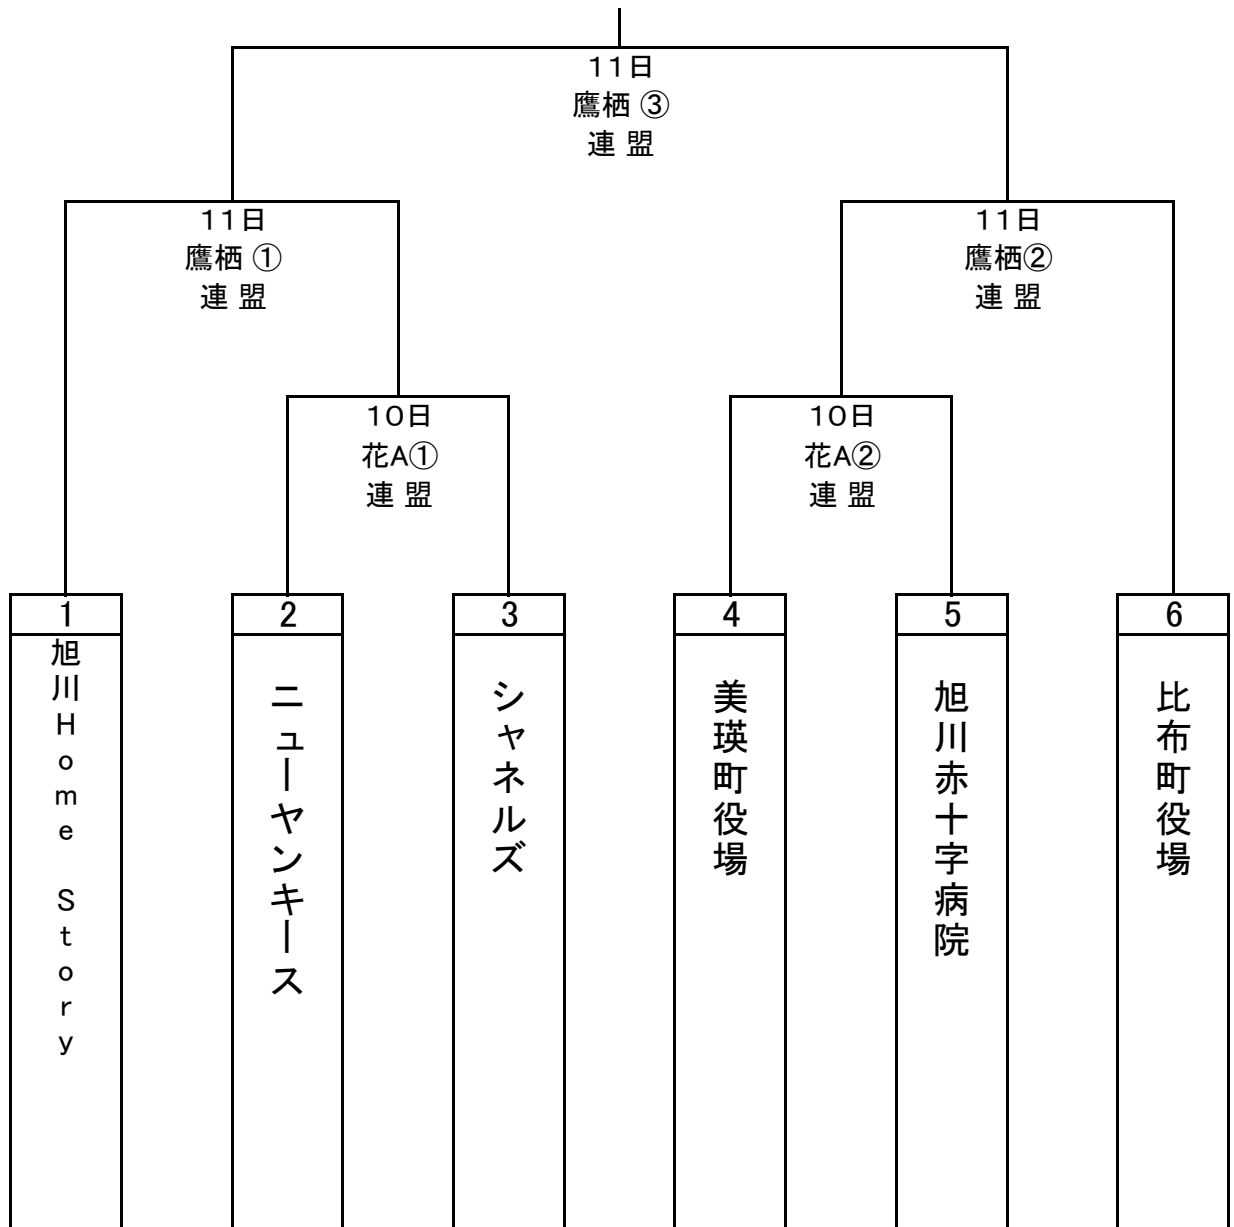 11日
鷹栖 ③
連 盟
11日
鷹栖 ①
連 盟
11日
鷹栖②
連 盟
10日
花A①
連 盟
10日
花A②
連 盟
1
旭川Home Story
2
ニューヤンキース
3
シャネルズ
4
美瑛町役場
5
旭川赤十字病院
6
比布町役場